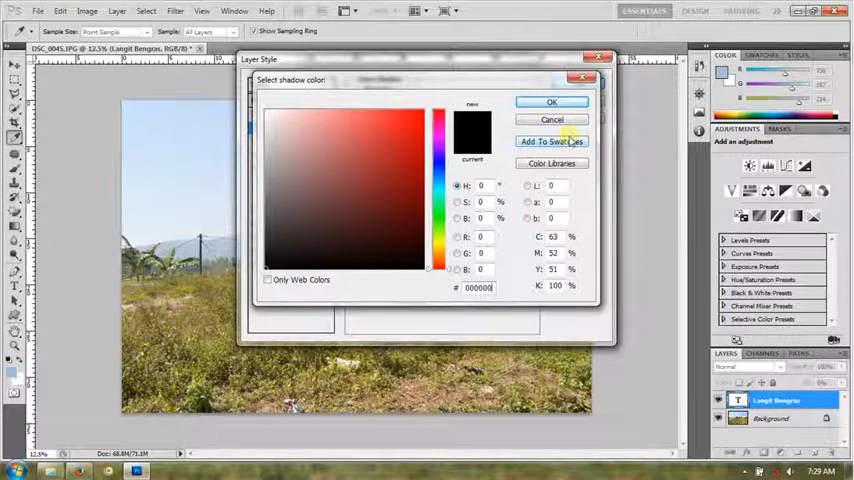 Ps File Edit Image Layer Select Filter View Window Help
ESSENTIALS DESIGN PAINTING
Sample Size: Point Sample Sample: All Layers Show Sampling Ring
DSC_0045.JPG @ 12.5% (Langit Bengras, RGB/8) *
Layer Style
Select shadow color:
new
current
OK
Cancel
Add To Swatches
Color Libraries
H: 0 °
S: 0 %
B: 0 %
R: 0
G: 0
B: 0
# 000000
L: 0
a: 0
b: 0
C: 63 %
M: 52 %
Y: 51 %
K: 100 %
Only Web Colors
COLOR SWATCHES STYLES
R
G
B
ADJUSTMENTS MASKS
Add an adjustment
Levels Presets
Curves Presets
Exposure Presets
Hue/Saturation Presets
Black & White Presets
Channel Mixer Presets
Selective Color Presets
LAYERS CHANNELS PATHS
Normal
Lock:
T Langit Bengras
Background
12.5% Doc: 68.8M/71.1M
7:29 AM